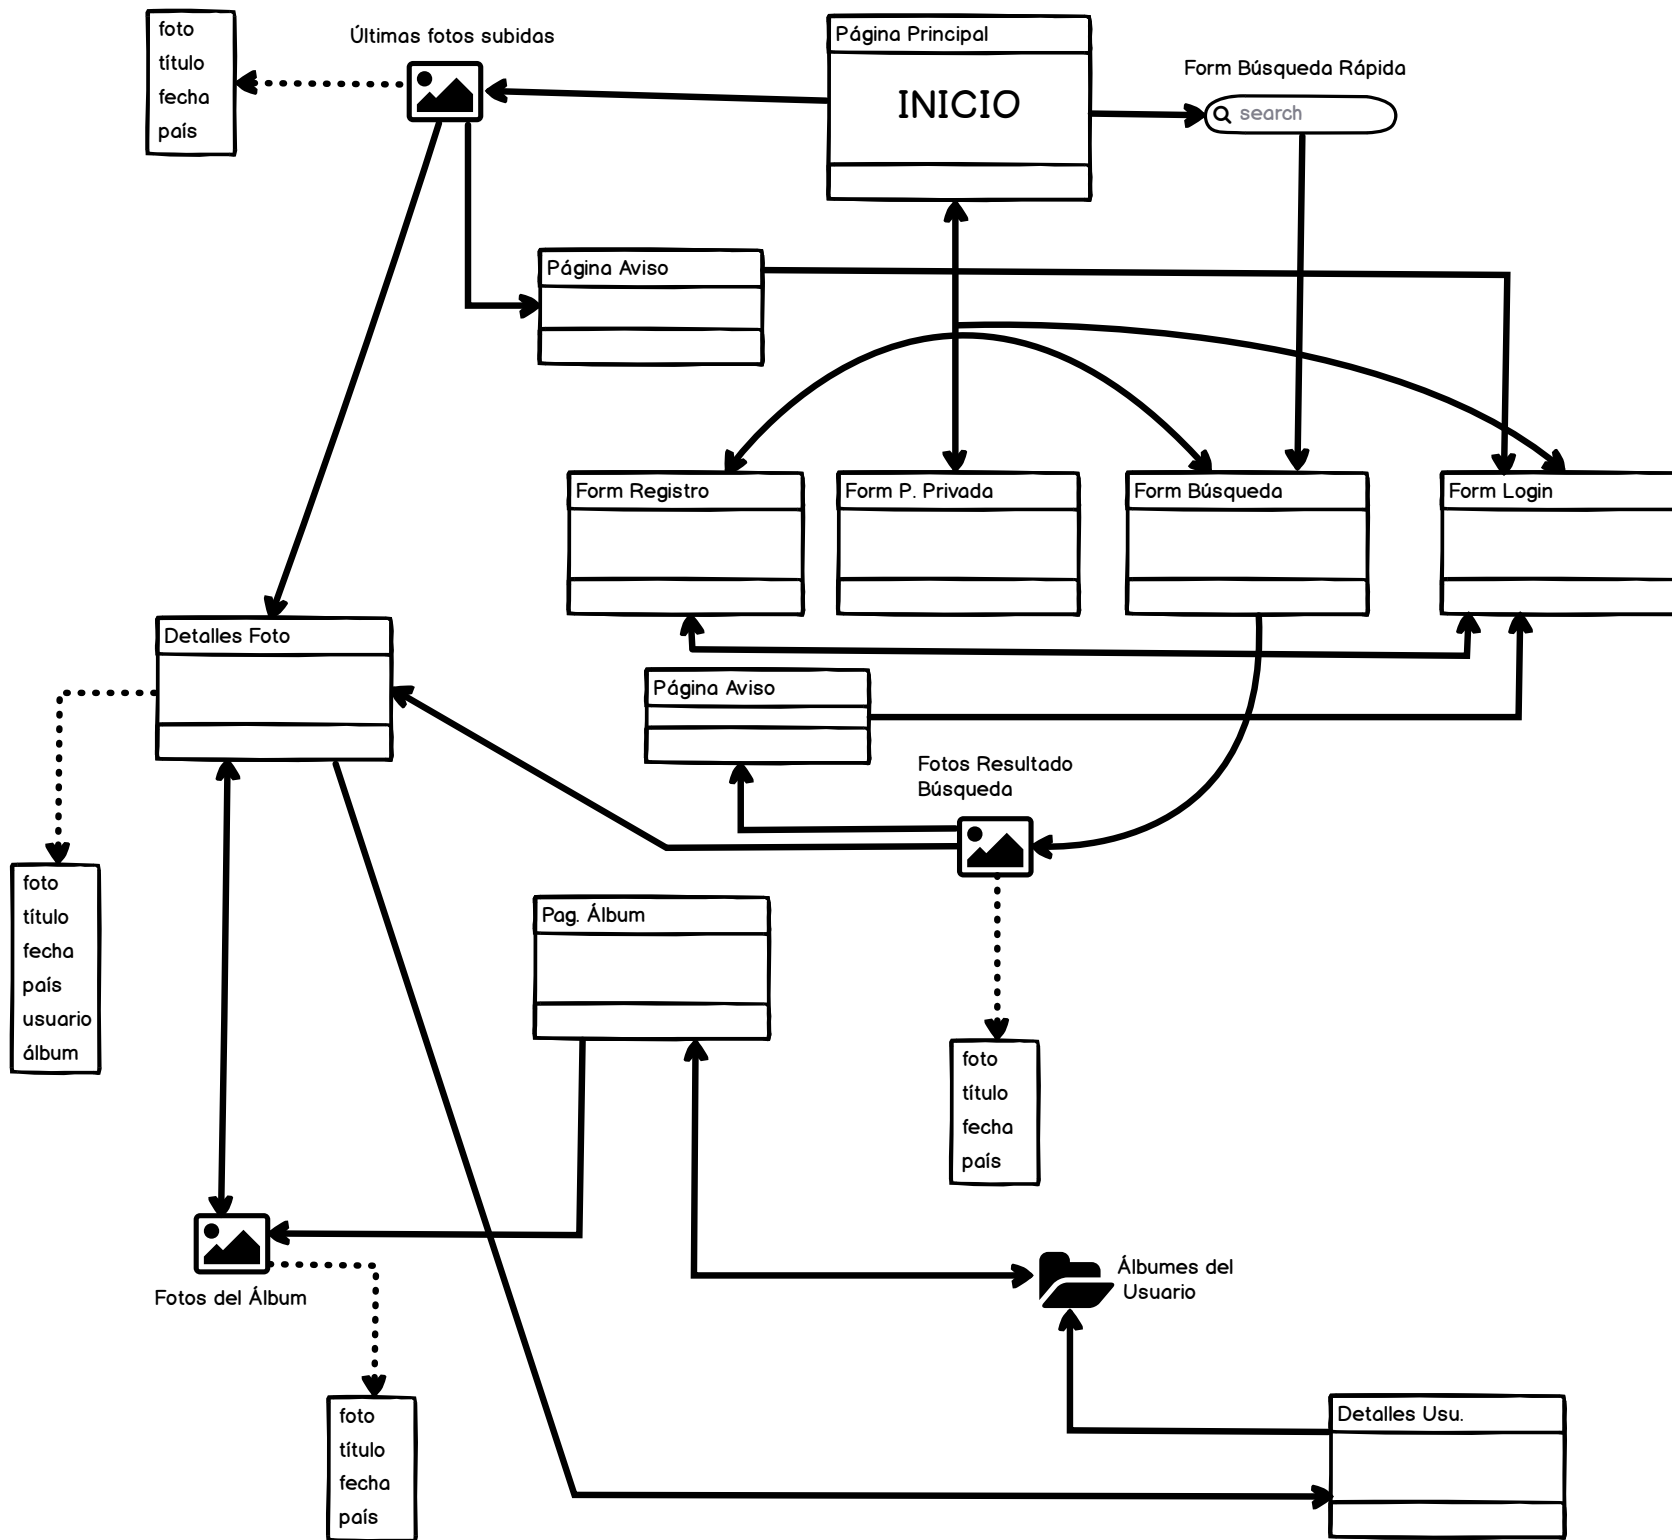 foto
título
fecha
país
Últimas fotos subidas
Página Principal
INICIO
Form Búsqueda Rápida
search
Página Aviso
Form Registro
Form P. Privada
Form Búsqueda
Form Login
Detalles Foto
Página Aviso
Fotos Resultado
Búsqueda
foto
título
fecha
país
usuario
álbum
Pag. Álbum
foto
título
fecha
país
Fotos del Álbum
Álbumes del
Usuario
foto
título
fecha
país
Detalles Usu.